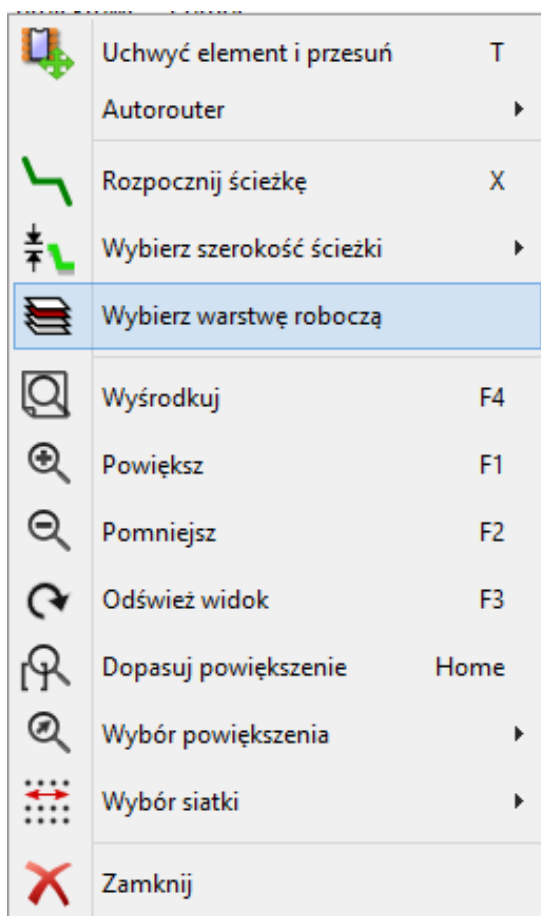 Uchwyć element i przesuń T
Autorouter
Rozpocznij ścieżkę X
Wybierz szerokość ścieżki
Wybierz warstwę roboczą
Wyśrodkuj F4
Powiększ F1
Pomniejsz F2
Odśwież widok F3
Dopasuj powiększenie Home
Wybór powiększenia
Wybór siatki
Zamknij